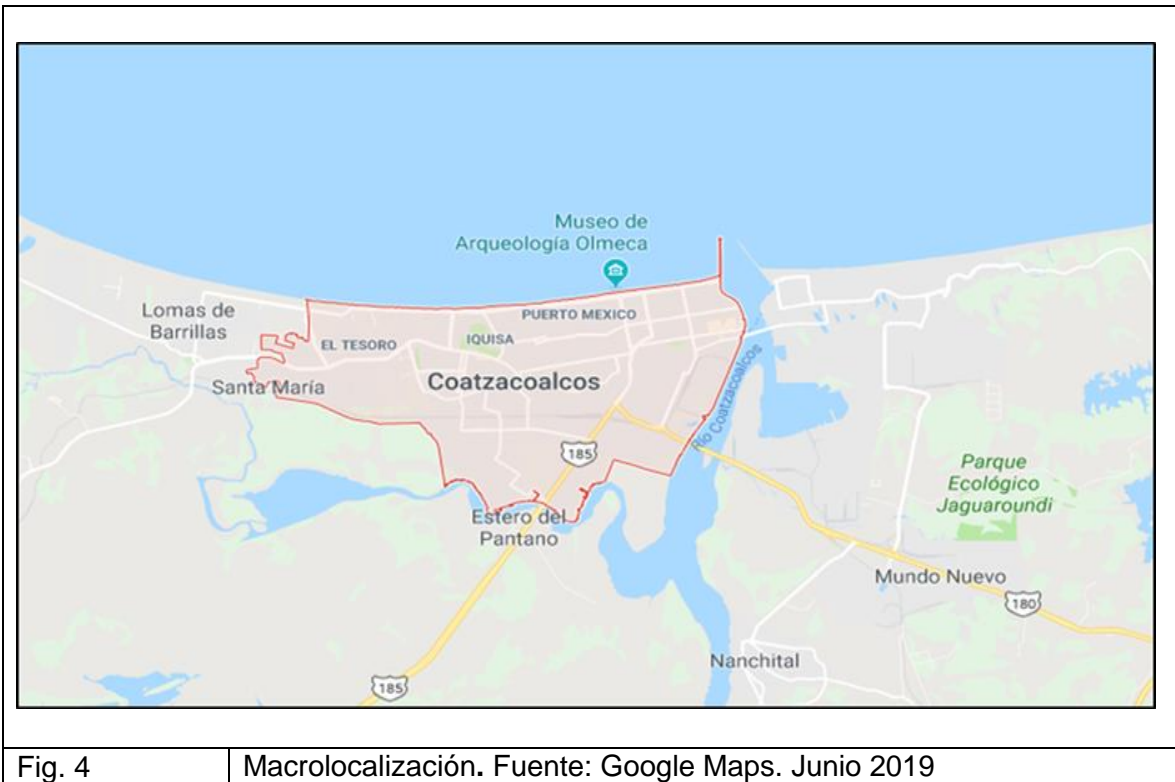 Museo de
Arqueología Olmeca
Lomas de
Barrillas
PUERTO MEXICO
EL TESORO
IQUISA
Santa María
Coatzacoalcos
Río Coatzacoalcos
185
Parque
Ecológico
Jaguaroundi
Estero del
Pantano
Mundo Nuevo
180
Nanchital
185
Fig. 4
Macrolocalización. Fuente: Google Maps. Junio 2019